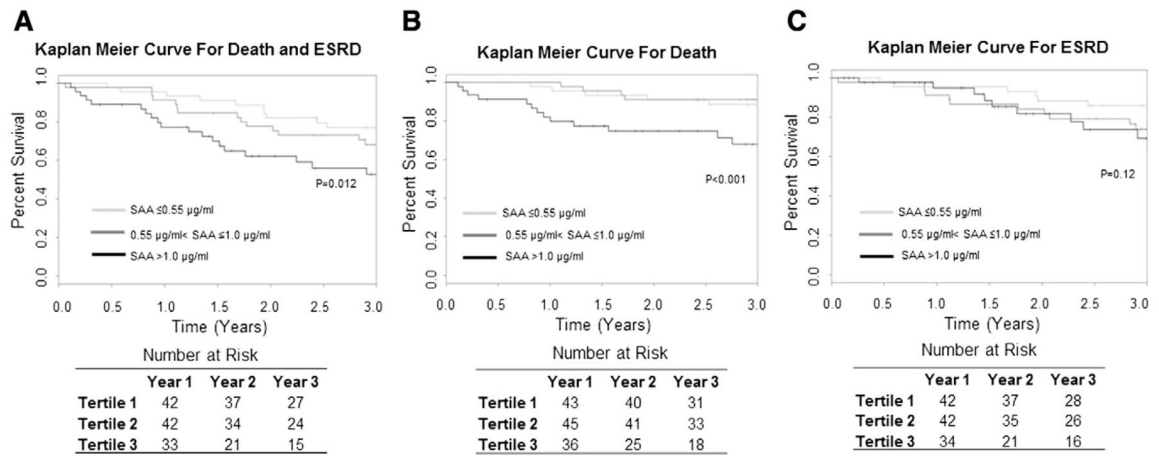 A
Kaplan Meier Curve For Death and ESRD
Percent Survival
1.0
0.8
0.6
0.4
0.2
0.0
P=0.012
SAA ≤0.55 µg/ml
0.55 µg/ml< SAA ≤1.0 µg/ml
SAA >1.0 µg/ml
0.0 0.5 1.0 1.5 2.0 2.5 3.0
Time (Years)
Number at Risk
Year 1 Year 2 Year 3
Tertile 1 42 37 27
Tertile 2 42 34 24
Tertile 3 33 21 15
B
Kaplan Meier Curve For Death
Percent Survival
1.0
0.8
0.6
0.4
0.2
0.0
P<0.001
SAA ≤0.55 µg/ml
0.55 µg/ml< SAA ≤1.0 µg/ml
SAA >1.0 µg/ml
0.0 0.5 1.0 1.5 2.0 2.5 3.0
Time (Years)
Number at Risk
Year 1 Year 2 Year 3
Tertile 1 43 40 31
Tertile 2 45 41 33
Tertile 3 36 25 18
C
Kaplan Meier Curve For ESRD
Percent Survival
1.0
0.8
0.6
0.4
0.2
0.0
P=0.12
SAA ≤0.55 µg/ml
0.55 µg/ml< SAA ≤1.0 µg/ml
SAA >1.0 µg/ml
0.0 0.5 1.0 1.5 2.0 2.5 3.0
Time (Years)
Number at Risk
Year 1 Year 2 Year 3
Tertile 1 42 37 28
Tertile 2 42 35 26
Tertile 3 34 21 16